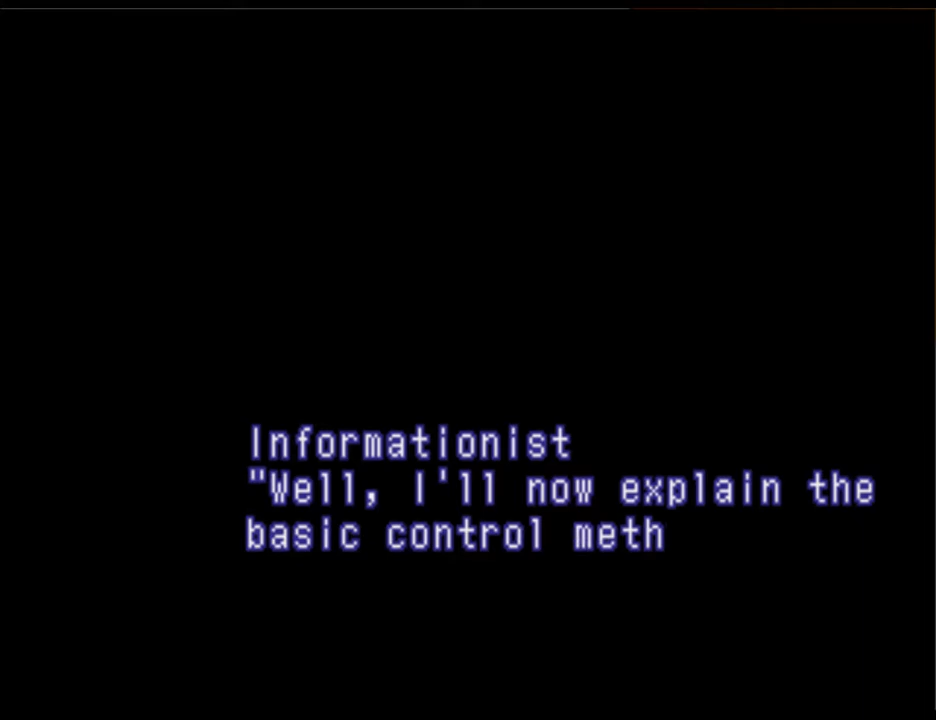 Informationist
"Well, I'll now explain the
basic control meth